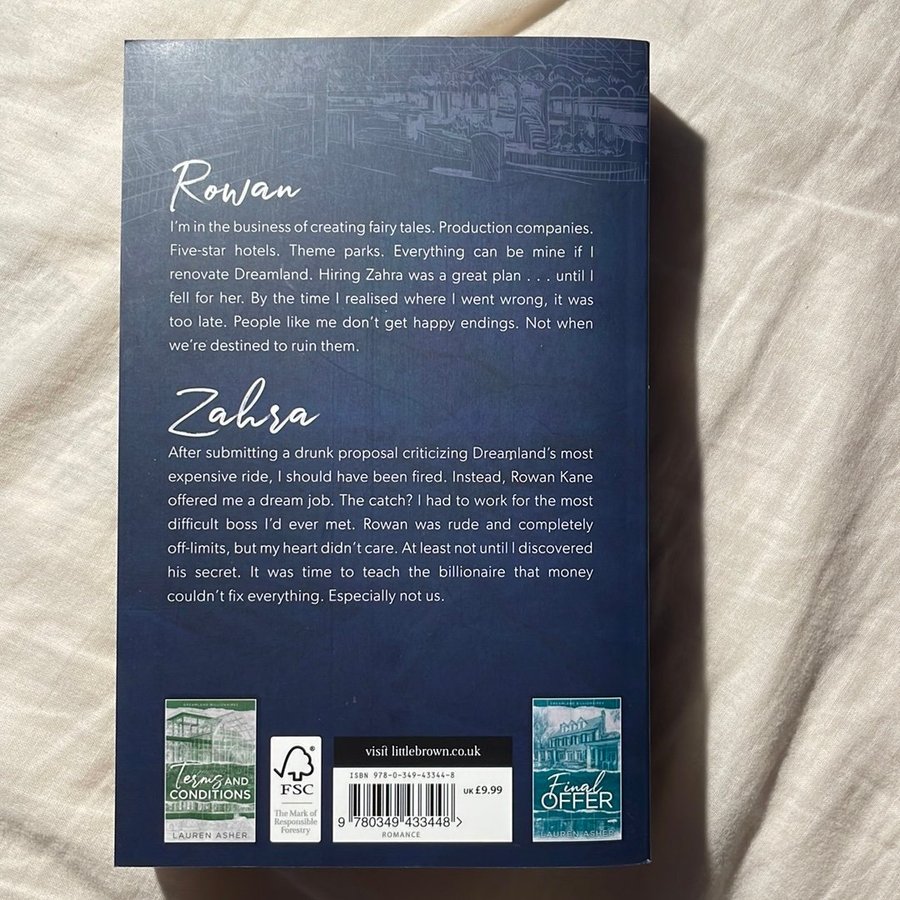 Rowan
I'm in the business of creating fairy tales. Production companies.
Five-star hotels. Theme parks. Everything can be mine if I
renovate Dreamland. Hiring Zahra was a great plan . . . until I
fell for her. By the time I realised where I went wrong, it was
too late. People like me don't get happy endings. Not when
we're destined to ruin them.
Zahra
After submitting a drunk proposal criticizing Dreamland's most
expensive ride, I should have been fired. Instead, Rowan Kane
offered me a dream job. The catch? I had to work for the most
difficult boss I'd ever met. Rowan was rude and completely
off-limits, but my heart didn't care. At least not until I discovered
his secret. It was time to teach the billionaire that money
couldn't fix everything. Especially not us.
DREAMLAND BILLIONAIRES
Terms AND
CONDITIONS
LAUREN ASHER
®
FSC
The Mark of
Responsible
Forestry
visit littlebrown.co.uk
ISBN 978-0-349-43344-8
UK £9.99
9 780349 433448 >
ROMANCE
DREAMLAND BILLIONAIRES
Final
OFFER
LAUREN ASHER